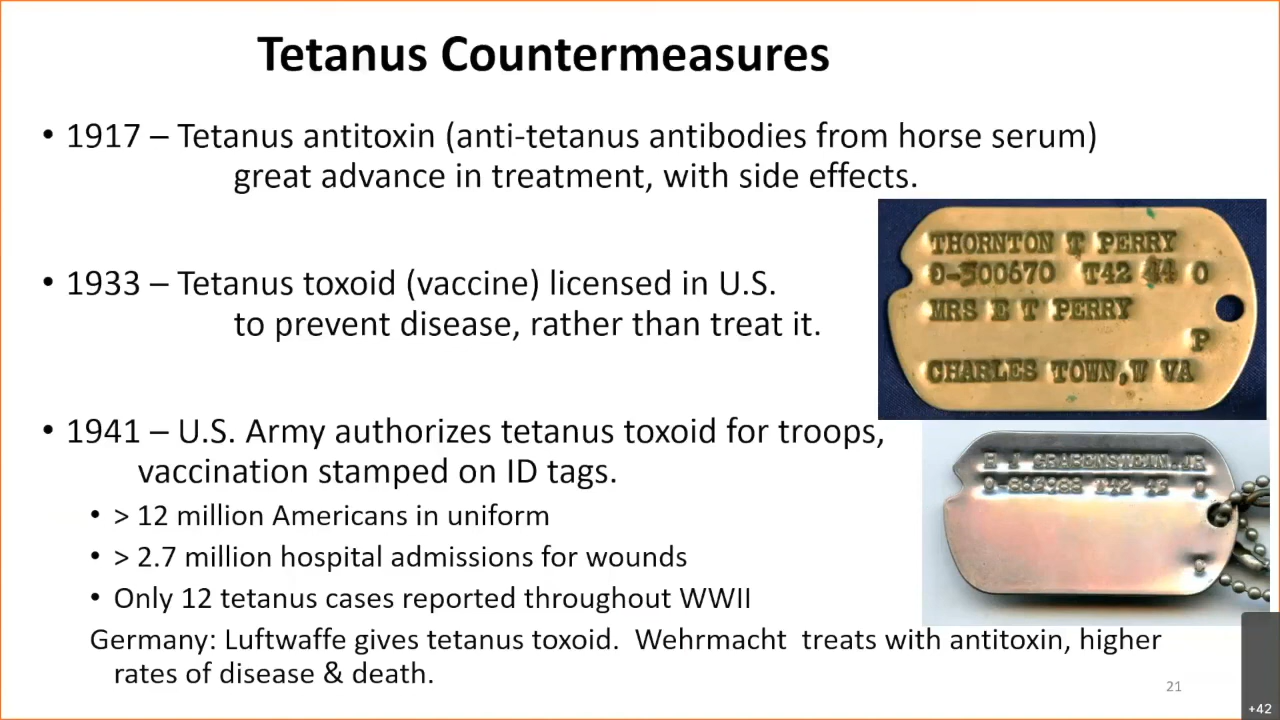 Tetanus Countermeasures
• 1917 – Tetanus antitoxin (anti-tetanus antibodies from horse serum)
great advance in treatment, with side effects.
• 1933 – Tetanus toxoid (vaccine) licensed in U.S.
to prevent disease, rather than treat it.
THORNTON T PERRY
O-500670 T42 44 O
MRS E T PERRY
P
CHARLES TOWN,W VA
• 1941 – U.S. Army authorizes tetanus toxoid for troops,
vaccination stamped on ID tags.
• > 12 million Americans in uniform
• > 2.7 million hospital admissions for wounds
• Only 12 tetanus cases reported throughout WWII
Germany: Luftwaffe gives tetanus toxoid.  Wehrmacht  treats with antitoxin, higher
rates of disease & death.
GRABENSTEIN.JR
T42 43 O
21
+42